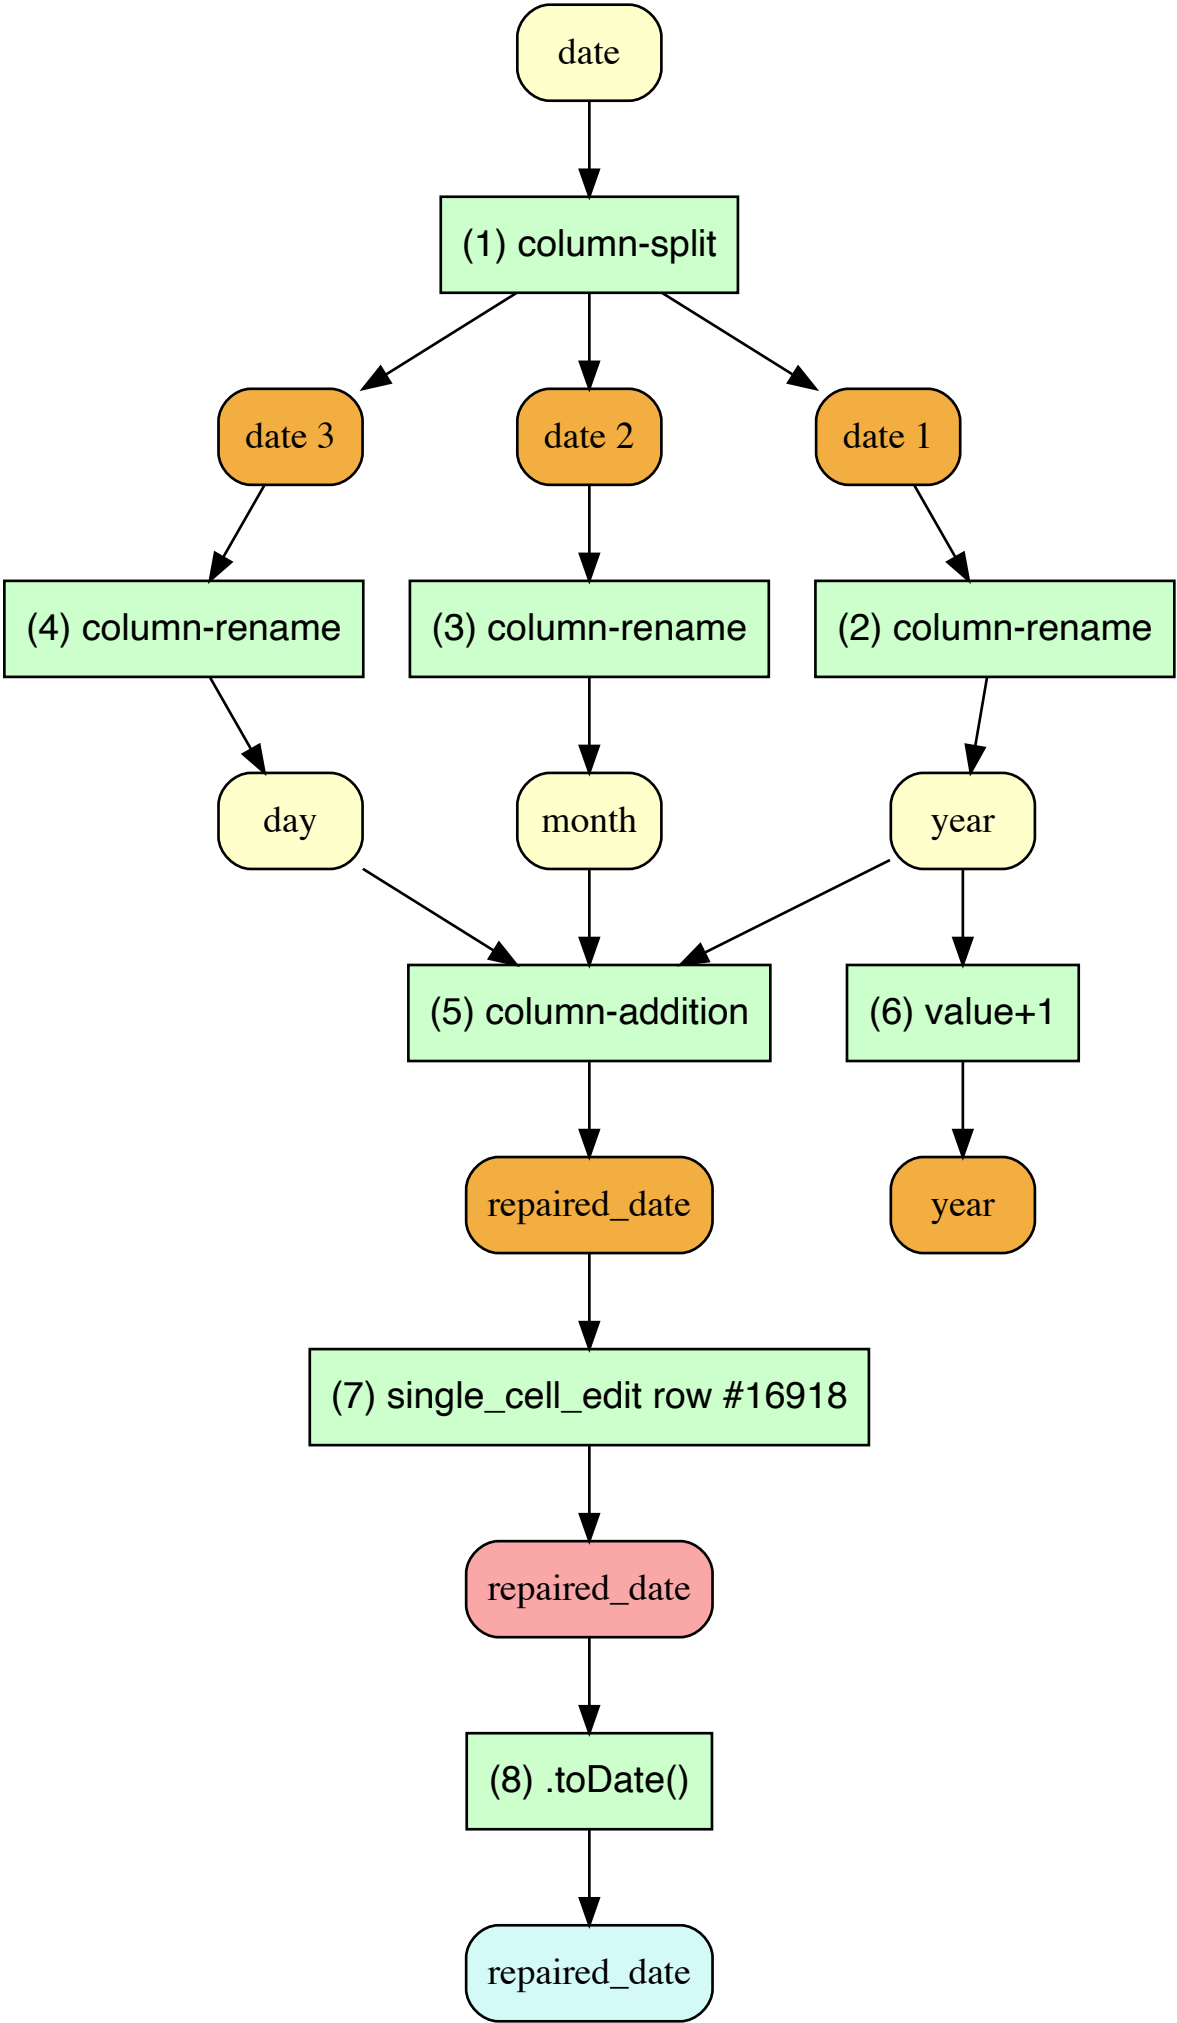 date
(1) column-split
date 3
date 2
date 1
(4) column-rename
(3) column-rename
(2) column-rename
day
month
year
(5) column-addition
(6) value+1
repaired_date
year
(7) single_cell_edit row #16918
repaired_date
(8) .toDate()
repaired_date